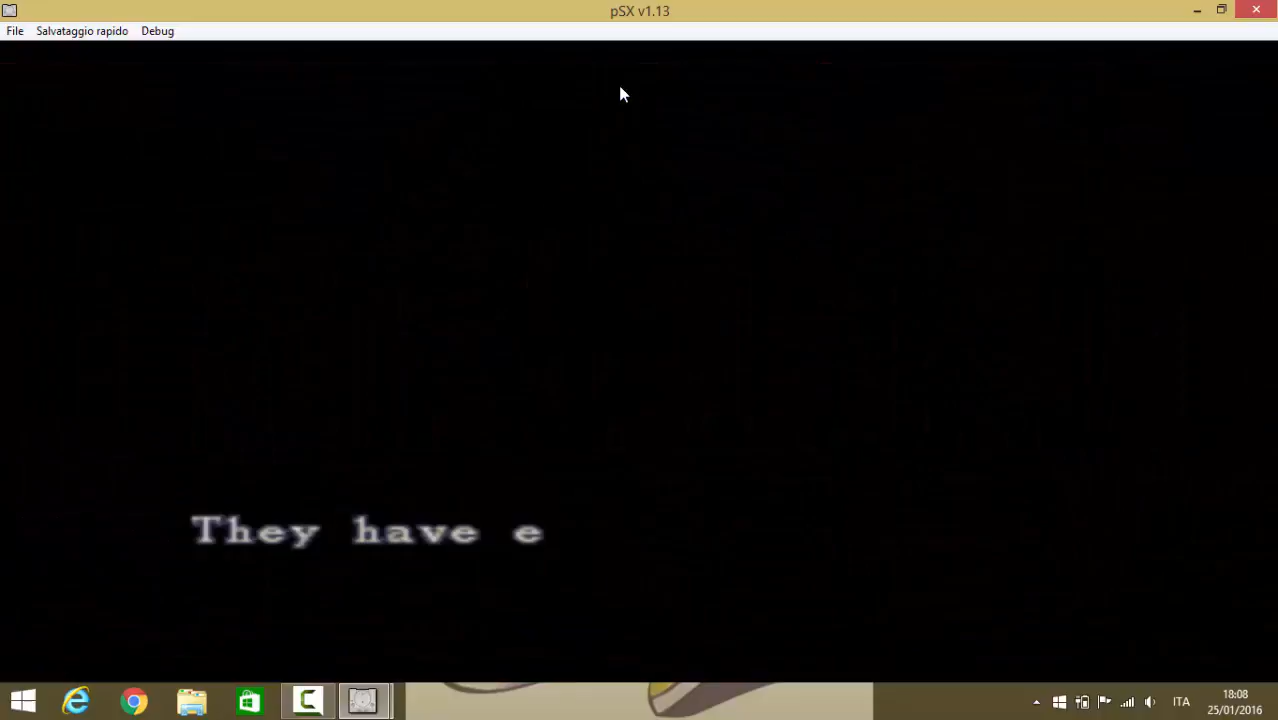 pSX v1.13
File Salvataggio rapido Debug
They have e
ITA
18:08
25/01/2016